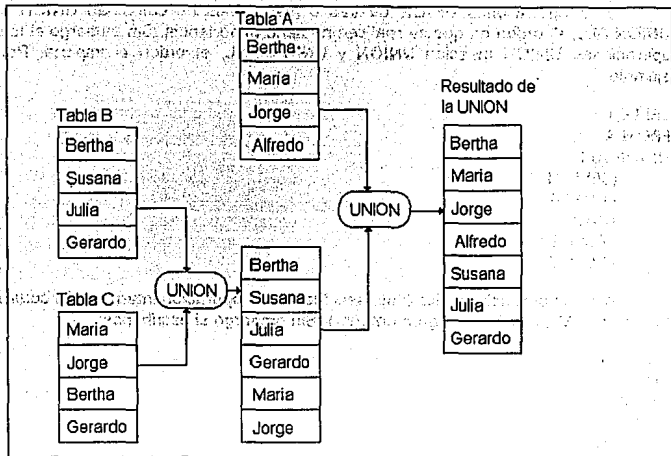 Tabla A
Bertha
Maria
Jorge
Alfredo
Tabla B
Bertha
Susana
Julia
Gerardo
Tabla C
Maria
Jorge
Bertha
Gerardo
UNION
Bertha
Susana
Julia
Gerardo
Maria
Jorge
UNION
Resultado de
la UNION
Bertha
Maria
Jorge
Alfredo
Susana
Julia
Gerardo